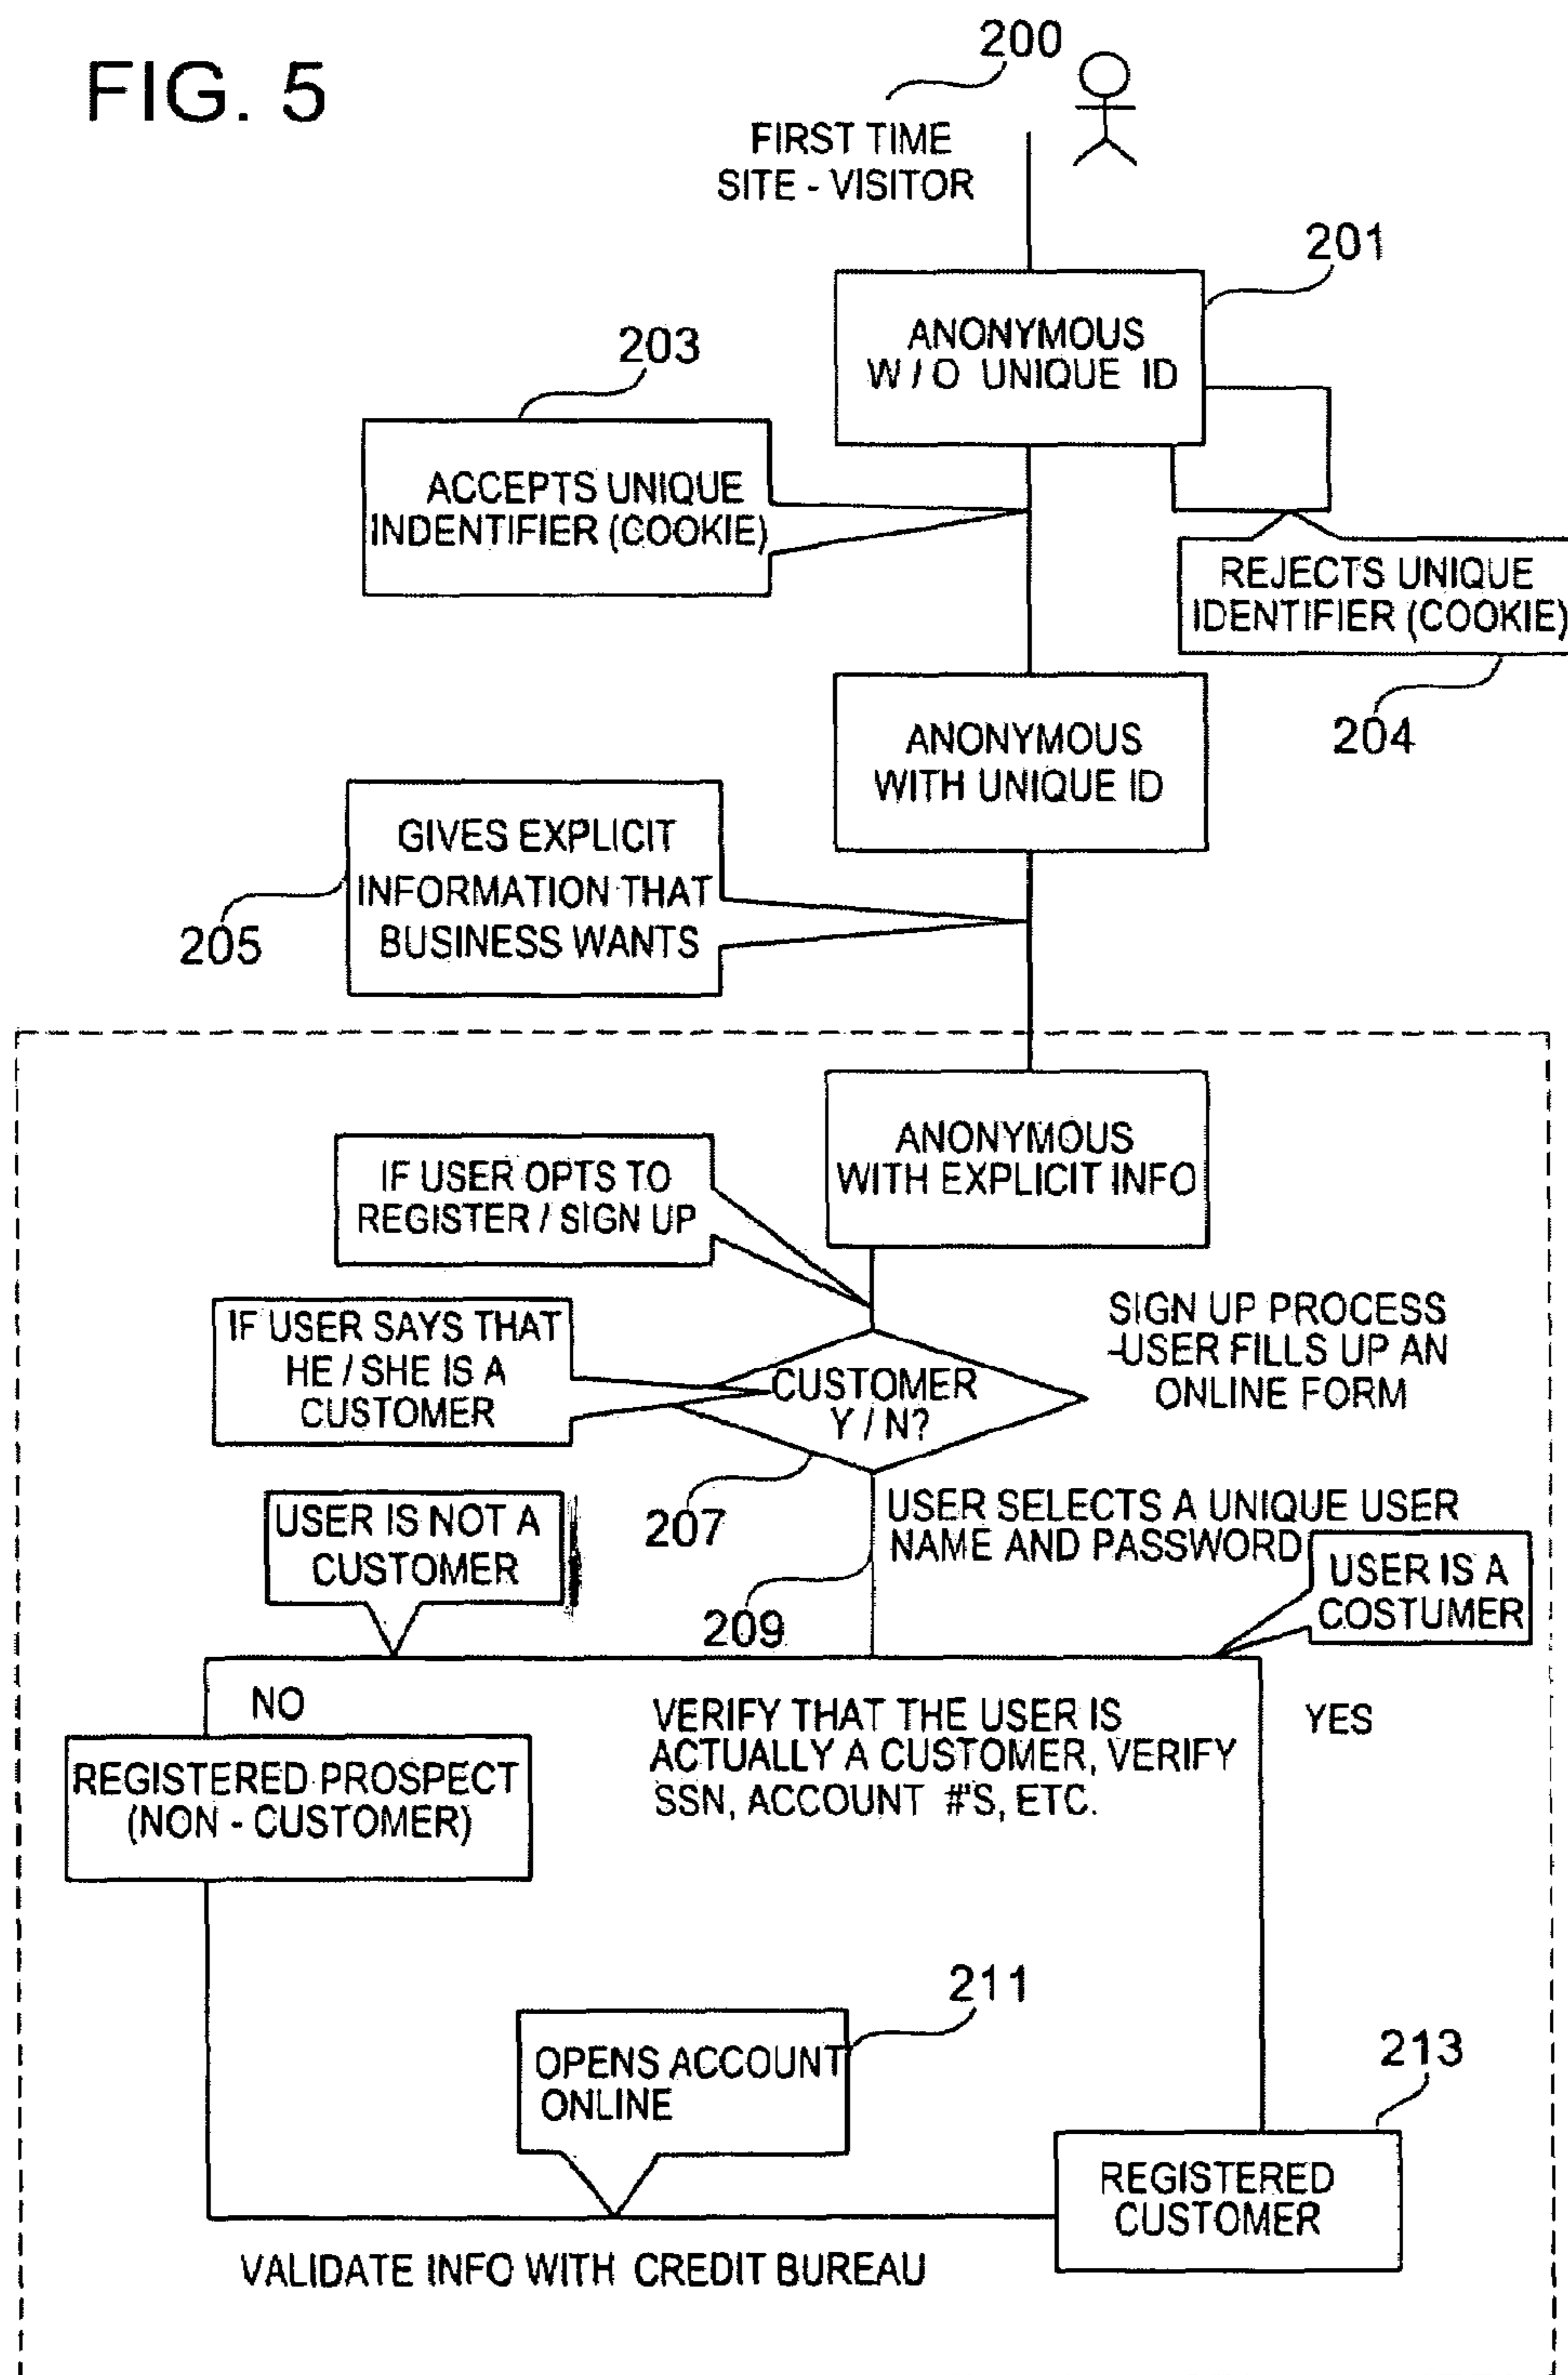 FIG. 5
200
FIRST TIME
SITE - VISITOR
201
ANONYMOUS
W / O UNIQUE ID
203
ACCEPTS UNIQUE
INDENTIFIER (COOKIE)
REJECTS UNIQUE
IDENTIFIER (COOKIE)
204
ANONYMOUS
WITH UNIQUE ID
GIVES EXPLICIT
INFORMATION THAT
BUSINESS WANTS
205
ANONYMOUS
WITH EXPLICIT INFO
IF USER OPTS TO
REGISTER / SIGN UP
IF USER SAYS THAT
HE / SHE IS A
CUSTOMER
CUSTOMER
Y / N?
SIGN UP PROCESS
-USER FILLS UP AN
ONLINE FORM
207
USER SELECTS A UNIQUE USER
NAME AND PASSWORD
209
USER IS NOT A
CUSTOMER
USER IS A
COSTUMER
NO
YES
VERIFY THAT THE USER IS
ACTUALLY A CUSTOMER, VERIFY
SSN, ACCOUNT #'S, ETC.
REGISTERED PROSPECT
(NON - CUSTOMER)
211
OPENS ACCOUNT
ONLINE
213
REGISTERED
CUSTOMER
VALIDATE INFO WITH CREDIT BUREAU